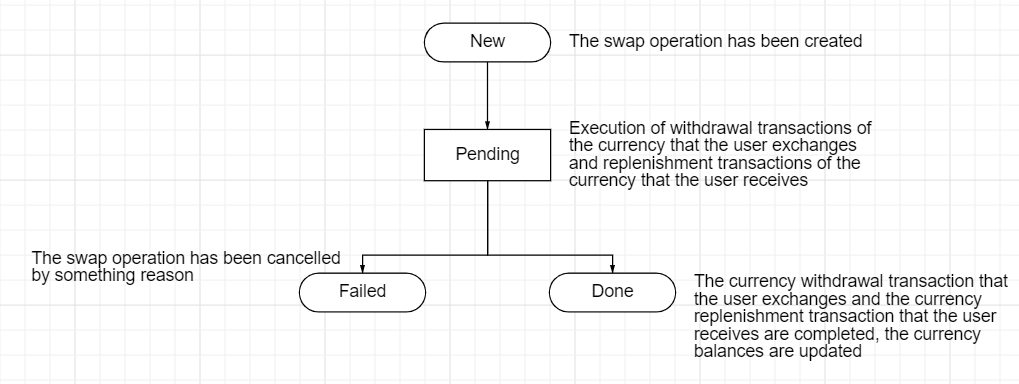 New
The swap operation has been created
Execution of withdrawal transactions of
the currency that the user exchanges
and replenishment transactions of the
currency that the user receives
Pending
The swap operation has been cancelled
by something reason
Failed
Done
The currency withdrawal transaction that
the user exchanges and the currency
replenishment transaction that the user
receives are completed, the currency
balances are updated